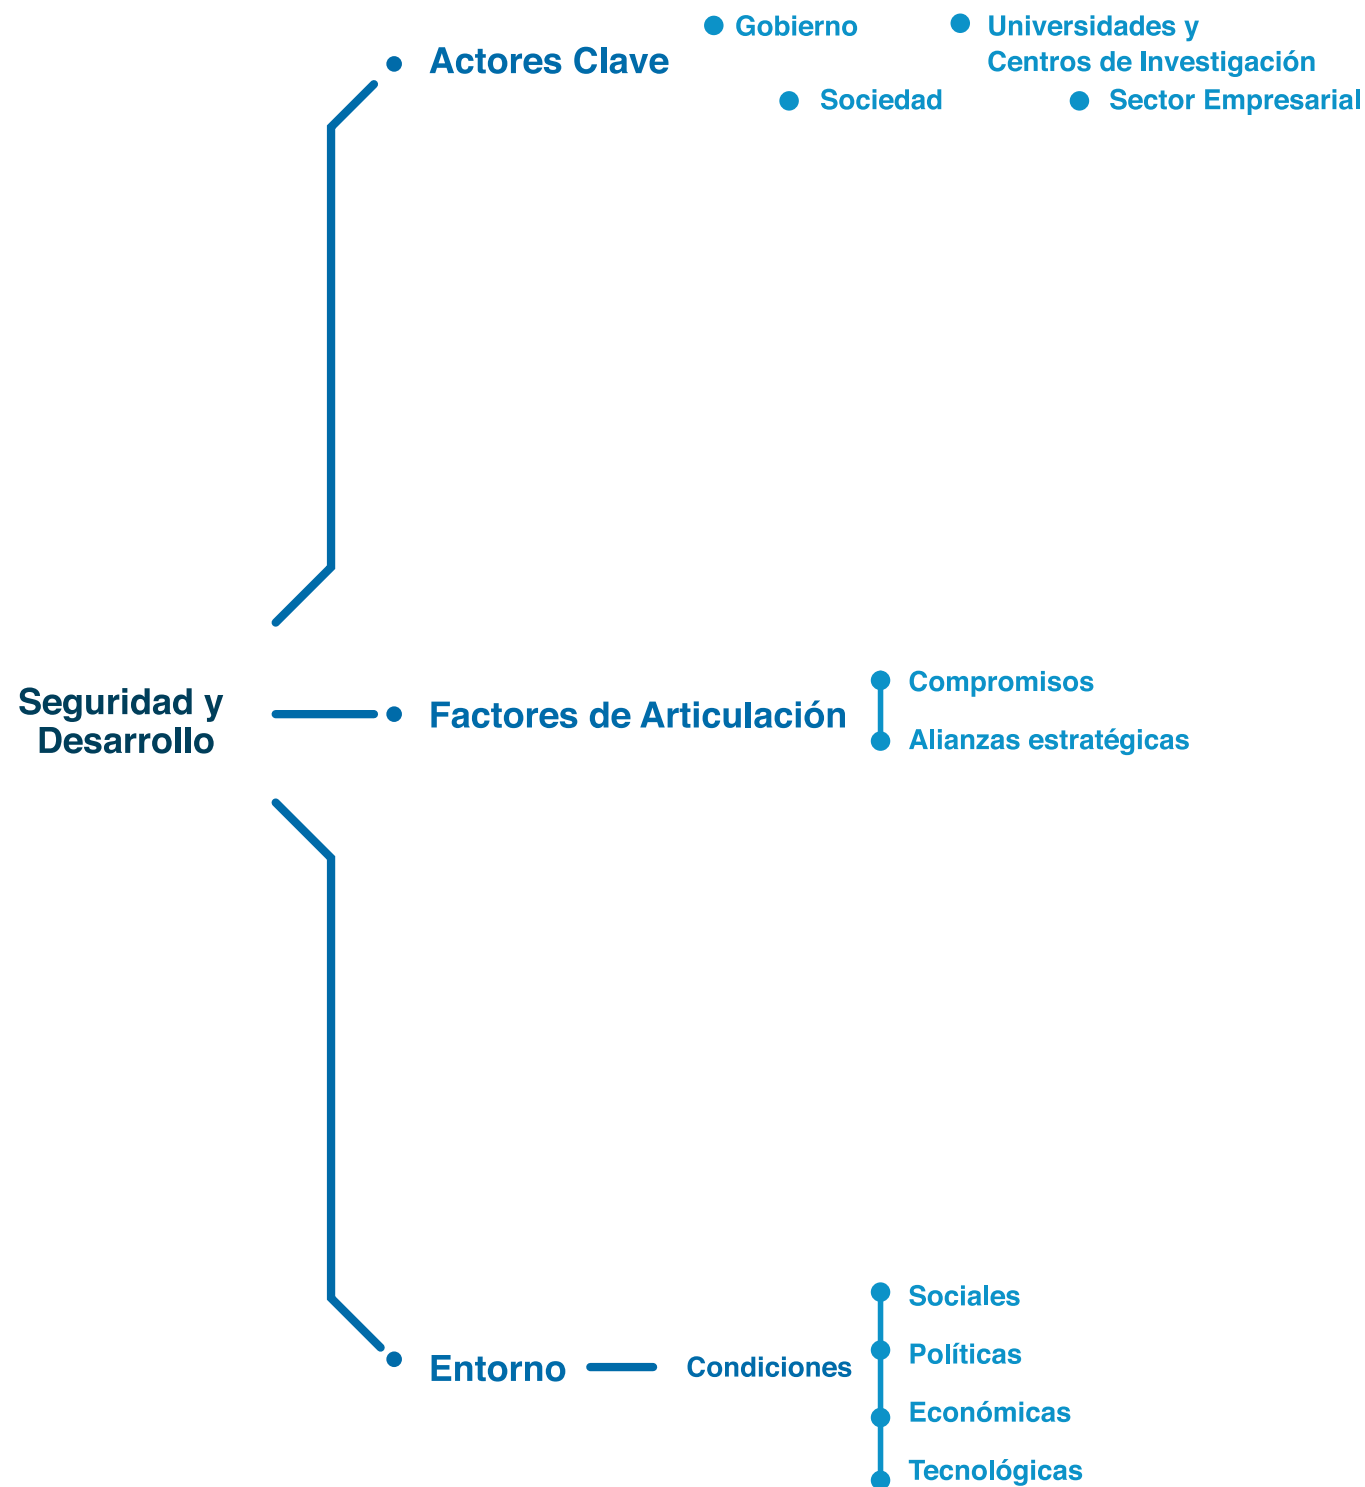 Actores Clave
Gobierno
Universidades y
Centros de Investigación
Sociedad
Sector Empresarial
Seguridad y
Desarrollo
Factores de Articulación
Compromisos
Alianzas estratégicas
Entorno
Condiciones
Sociales
Políticas
Económicas
Tecnológicas